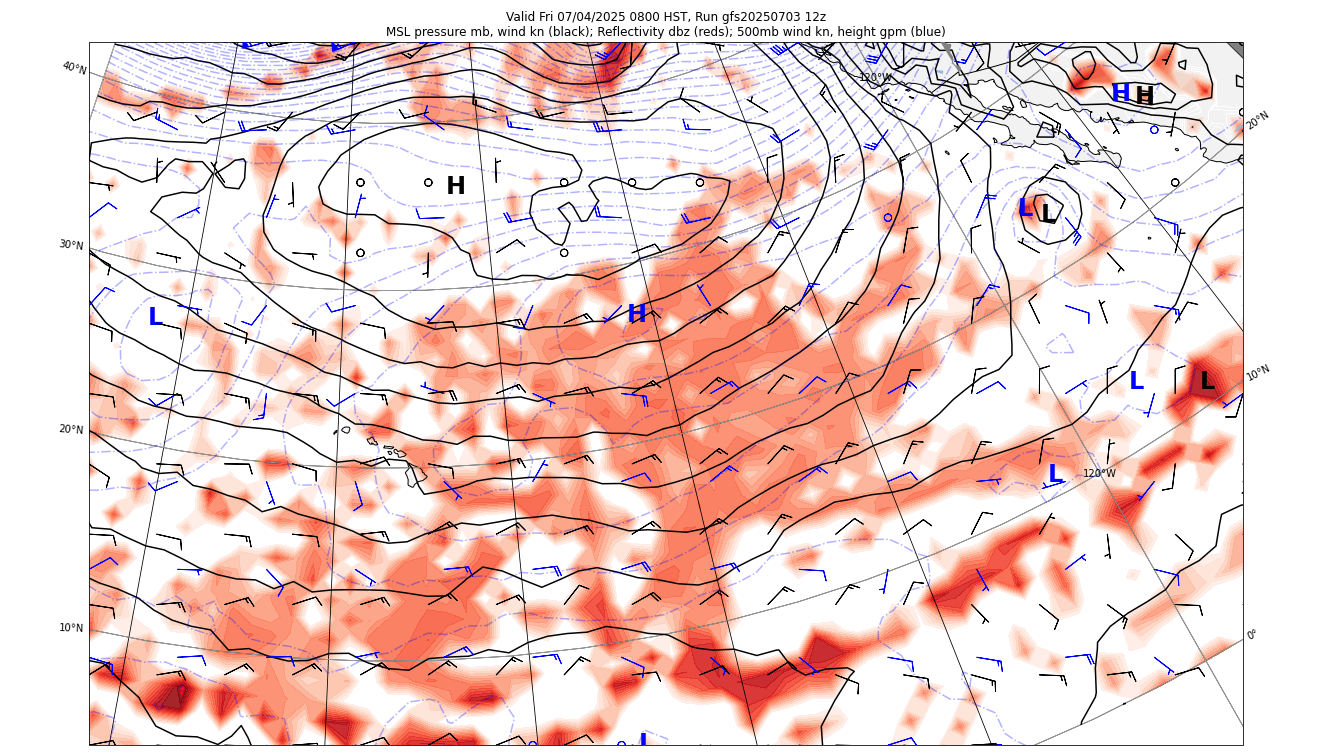 Valid Fri 07/04/2025 0800 HST, Run gfs20250703 12z
MSL pressure mb, wind kn (black); Reflectivity dbz (reds); 500mb wind kn, height gpm (blue)
40°N
120°W
H H
20°N
H
L L
30°N
L
H
10°N
L
L
20°N
L
120°W
10°N
0°
L